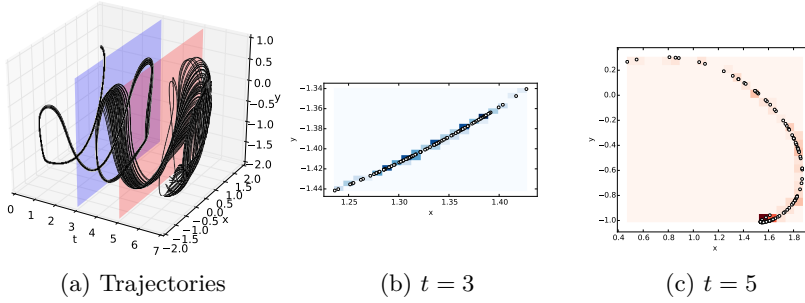 1.0
0.5
0.0
−0.5
−1.0
−1.5
−2.0
y
2.0
1.5
1.0
0.5
0.0
−0.5
−1.0
−1.5
−2.0
x
0 1 2 3 4 5 6 7
t
−1.34
−1.36
−1.38
−1.40
−1.42
−1.44
y
1.25 1.30 1.35 1.40
x
0.2
0.0
−0.2
−0.4
−0.6
−0.8
−1.0
y
0.4 0.6 0.8 1.0 1.2 1.4 1.6 1.8
x
(a) Trajectories (b) t = 3 (c) t = 5